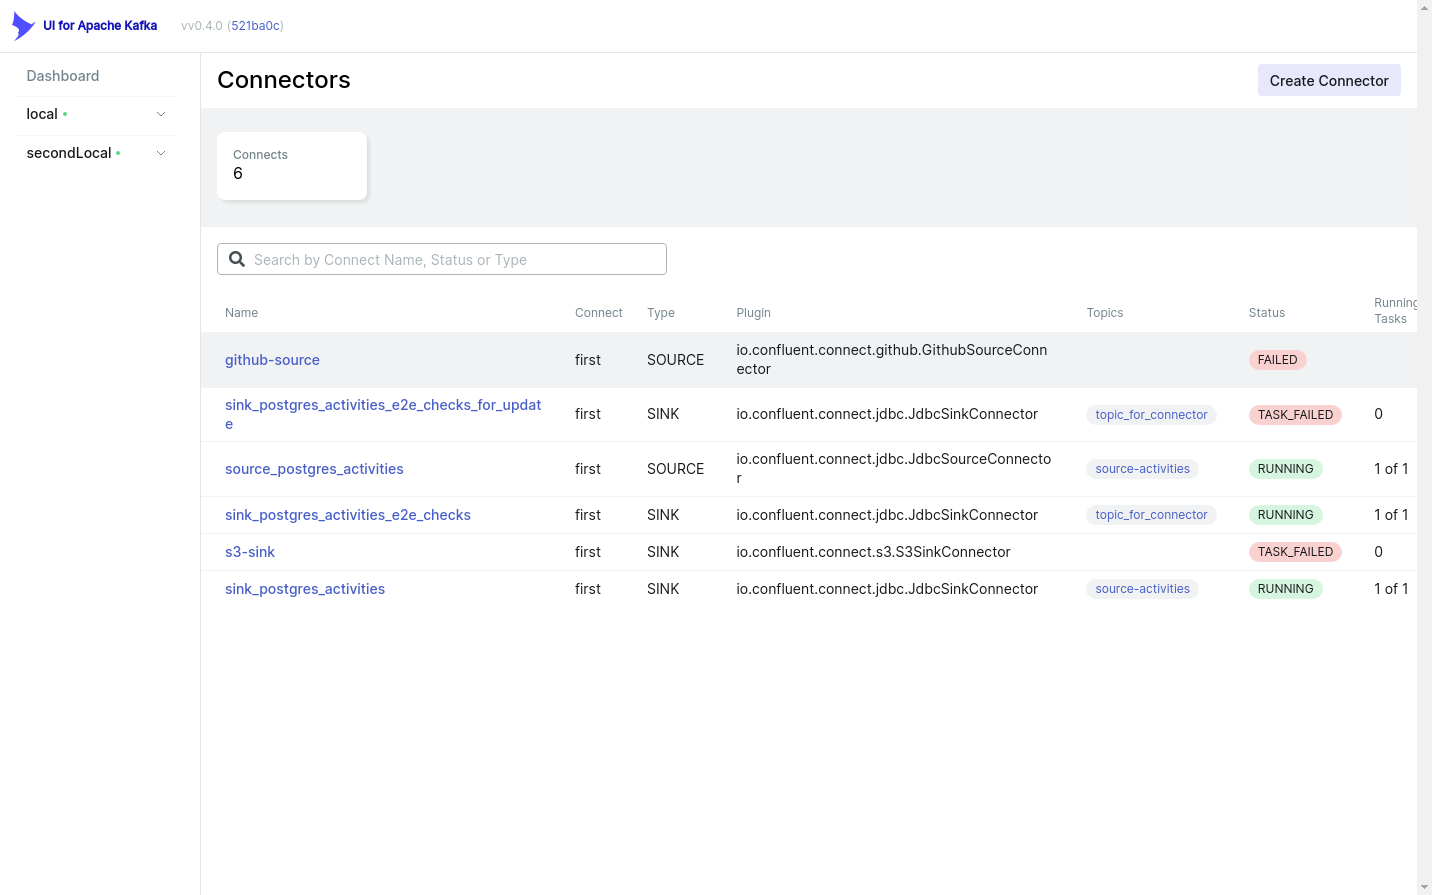 UI for Apache Kafka vv0.4.0 (521ba0c)
Dashboard
local
secondLocal
Connectors
Create Connector
Connects
6
Search by Connect Name, Status or Type
Name Connect Type Plugin Topics Status Running
Tasks
github-source first SOURCE io.confluent.connect.github.GithubSourceConn
ector FAILED
sink_postgres_activities_e2e_checks_for_updat
e first SINK io.confluent.connect.jdbc.JdbcSinkConnector topic_for_connector TASK_FAILED 0
source_postgres_activities first SOURCE io.confluent.connect.jdbc.JdbcSourceConnecto
r source-activities RUNNING 1 of 1
sink_postgres_activities_e2e_checks first SINK io.confluent.connect.jdbc.JdbcSinkConnector topic_for_connector RUNNING 1 of 1
s3-sink first SINK io.confluent.connect.s3.S3SinkConnector TASK_FAILED 0
sink_postgres_activities first SINK io.confluent.connect.jdbc.JdbcSinkConnector source-activities RUNNING 1 of 1